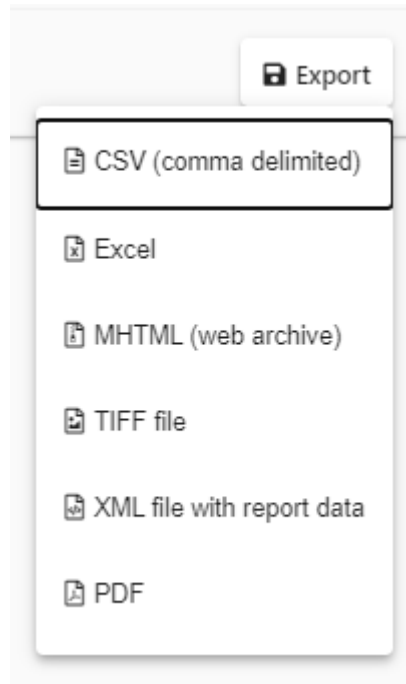 Export
CSV (comma delimited)
Excel
MHTML (web archive)
TIFF file
XML file with report data
PDF